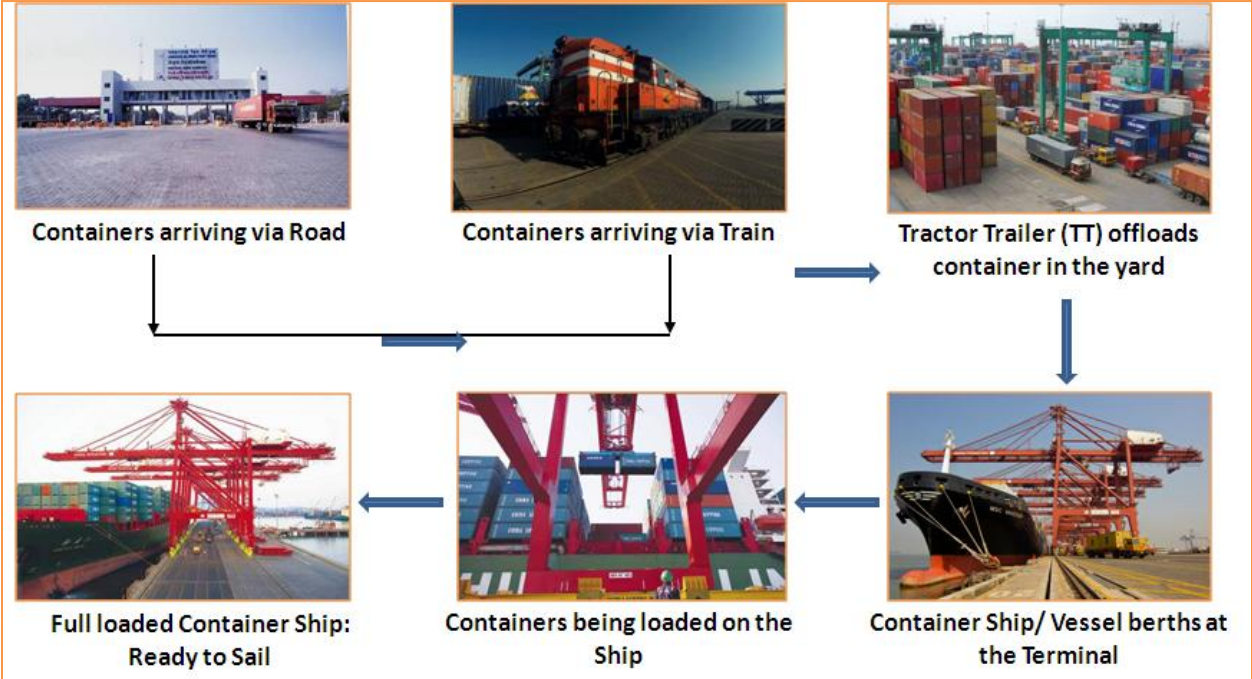 Containers arriving via Road
Containers arriving via Train
Tractor Trailer (TT) offloads
container in the yard
Full loaded Container Ship:
Ready to Sail
Containers being loaded on the
Ship
Container Ship/ Vessel berths at
the Terminal